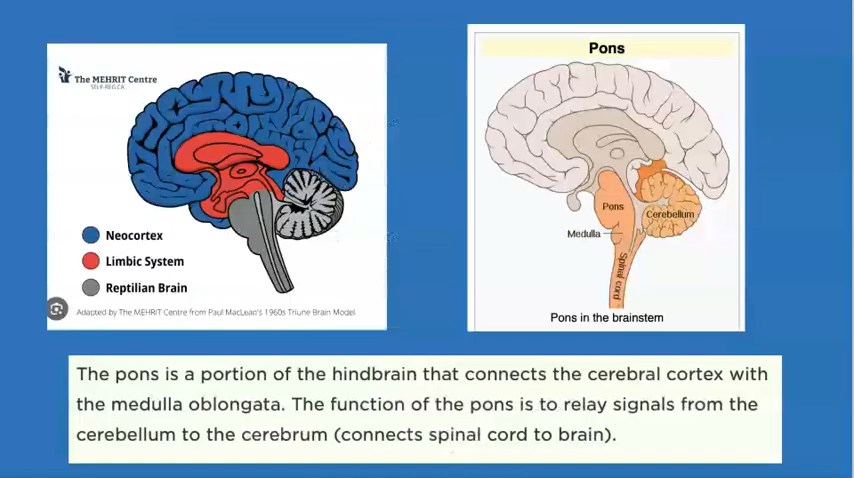 The MEHRIT Centre
SELF-REG.CA
Neocortex
Limbic System
Reptilian Brain
Adapted by The MEHRIT Centre from Paul MacLean's 1960s Triune Brain Model
Pons
Pons
Cerebellum
Medulla
Spinal cord
Pons in the brainstem
The pons is a portion of the hindbrain that connects the cerebral cortex with
the medulla oblongata. The function of the pons is to relay signals from the
cerebellum to the cerebrum (connects spinal cord to brain).